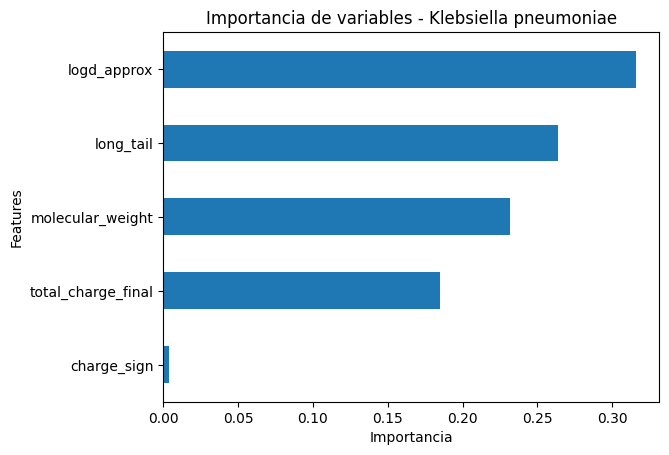 Importancia de variables - Klebsiella pneumoniae
Features
logd_approx
long_tail
molecular_weight
total_charge_final
charge_sign
0.00 0.05 0.10 0.15 0.20 0.25 0.30
Importancia